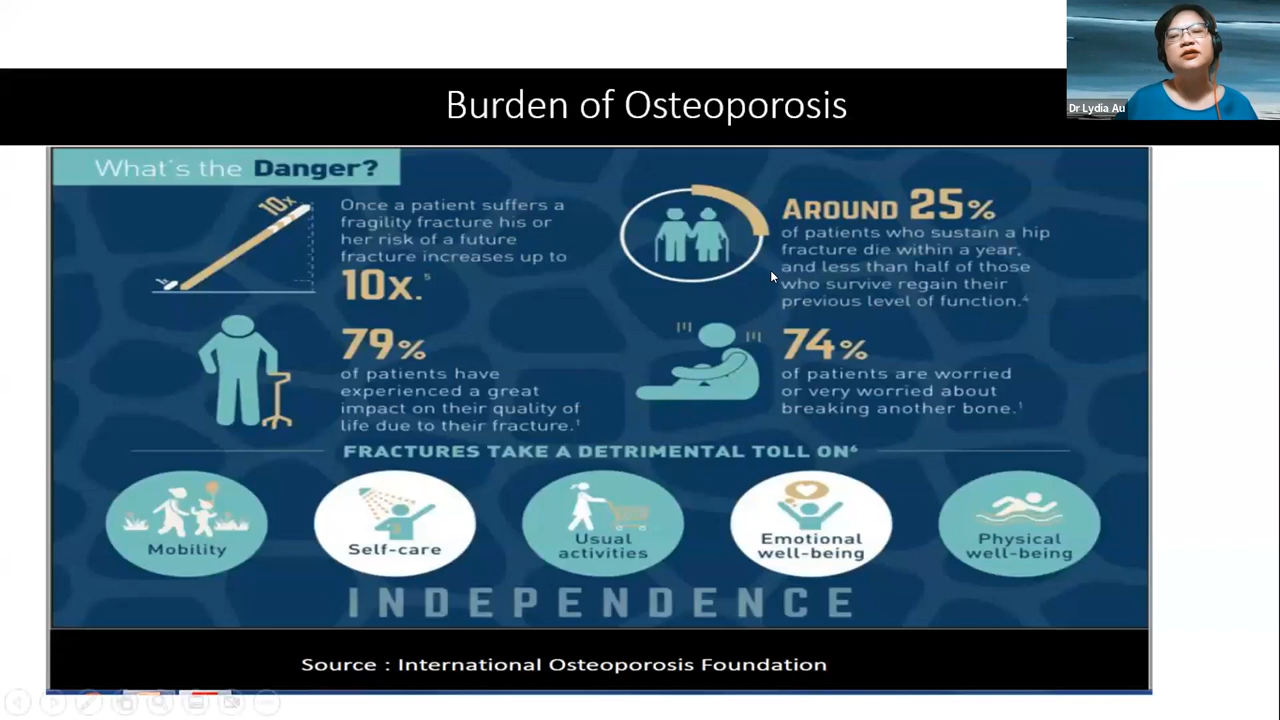 Burden of Osteoporosis
Dr Lydia Au
What's the Danger?
10x
Once a patient suffers a
fragility fracture his or
her risk of a future
fracture increases up to
10x.⁵
AROUND 25%
of patients who sustain a hip
fracture die within a year,
and less than half of those
who survive regain their
previous level of function.⁴
79%
of patients have
experienced a great
impact on their quality of
life due to their fracture.¹
74%
of patients are worried
or very worried about
breaking another bone.¹
FRACTURES TAKE A DETRIMENTAL TOLL ON⁶
Mobility
Self-care
Usual
activities
Emotional
well-being
Physical
well-being
INDEPENDENCE
Source : International Osteoporosis Foundation